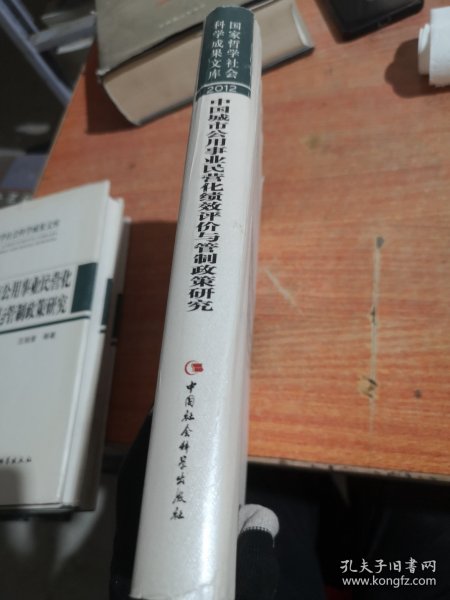 国家哲学社会
科学成果文库
2012
中国城市公用事业民营化绩效评价与管制政策研究
中国社会科学出版社
公用事业民营化
管制政策研究
孔夫子旧书网
www.kongfz.com